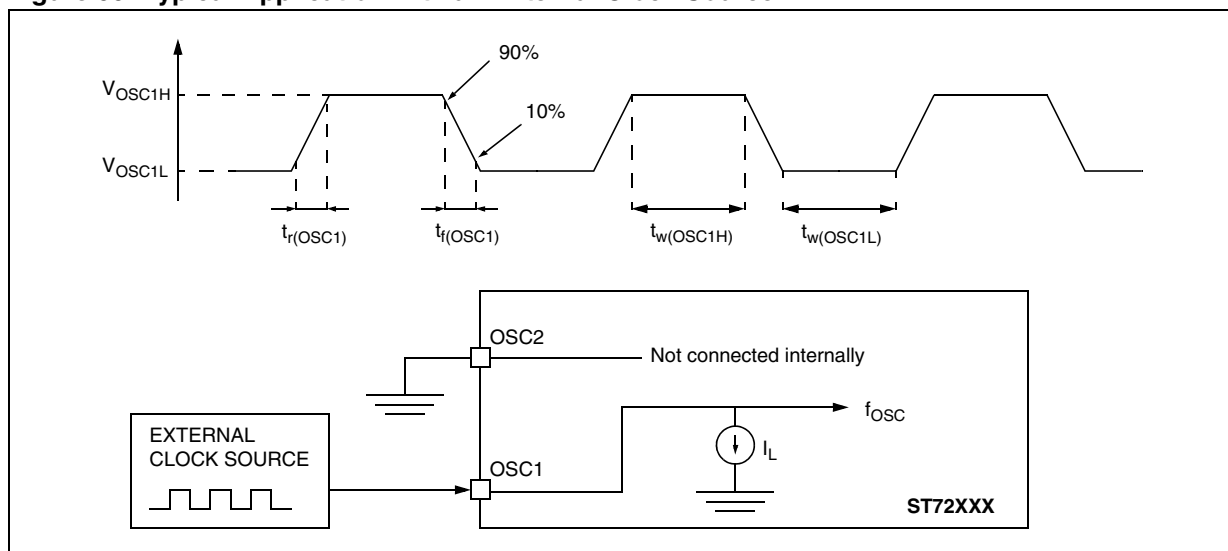 90%
V_OSC1H
10%
V_OSC1L
t_r(OSC1)
t_f(OSC1)
t_w(OSC1H)
t_w(OSC1L)
OSC2
Not connected internally
f_OSC
EXTERNAL
CLOCK SOURCE
I_L
OSC1
ST72XXX